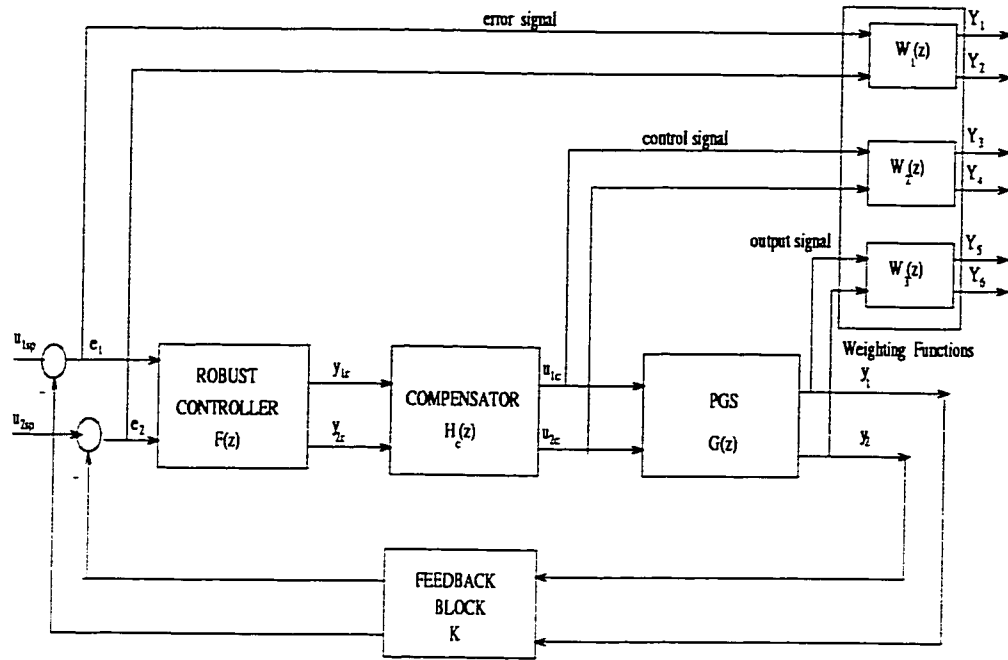 error signal
W1(z)
Y1
Y2
control signal
W2(z)
Y3
Y4
output signal
W3(z)
Y5
Y6
Weighting Functions
u1sp
e1
ROBUST
CONTROLLER
F(z)
y1r
y2r
COMPENSATOR
Hc(z)
u1c
u2c
PGS
G(z)
y1
y2
u2sp
e2
-
-
FEEDBACK
BLOCK
K